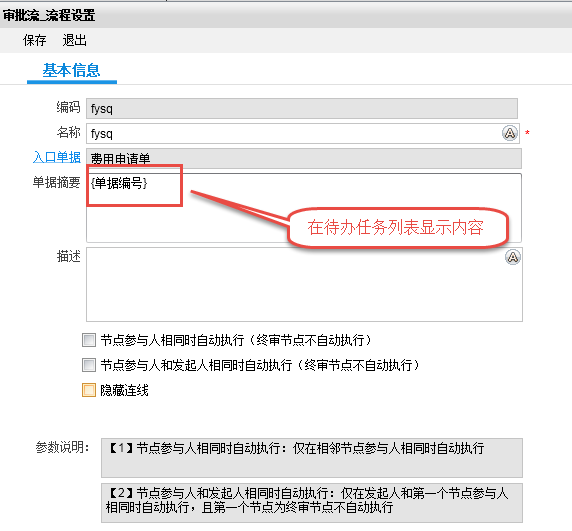 审批流_流程设置
保存 退出
基本信息
编码 fysq
名称 fysq A *
入口单据 费用申请单
单据摘要 {单据编号}
在待办任务列表显示内容
描述 A
节点参与人相同时自动执行（终审节点不自动执行）
节点参与人和发起人相同时自动执行（终审节点不自动执行）
隐藏连线
参数说明： 【1】节点参与人相同时自动执行：仅在相邻节点参与人相同时自动执行
【2】节点参与人和发起人相同时自动执行：仅在发起人和第一个节点参与人
相同时自动执行，且第一个节点为终审节点不自动执行